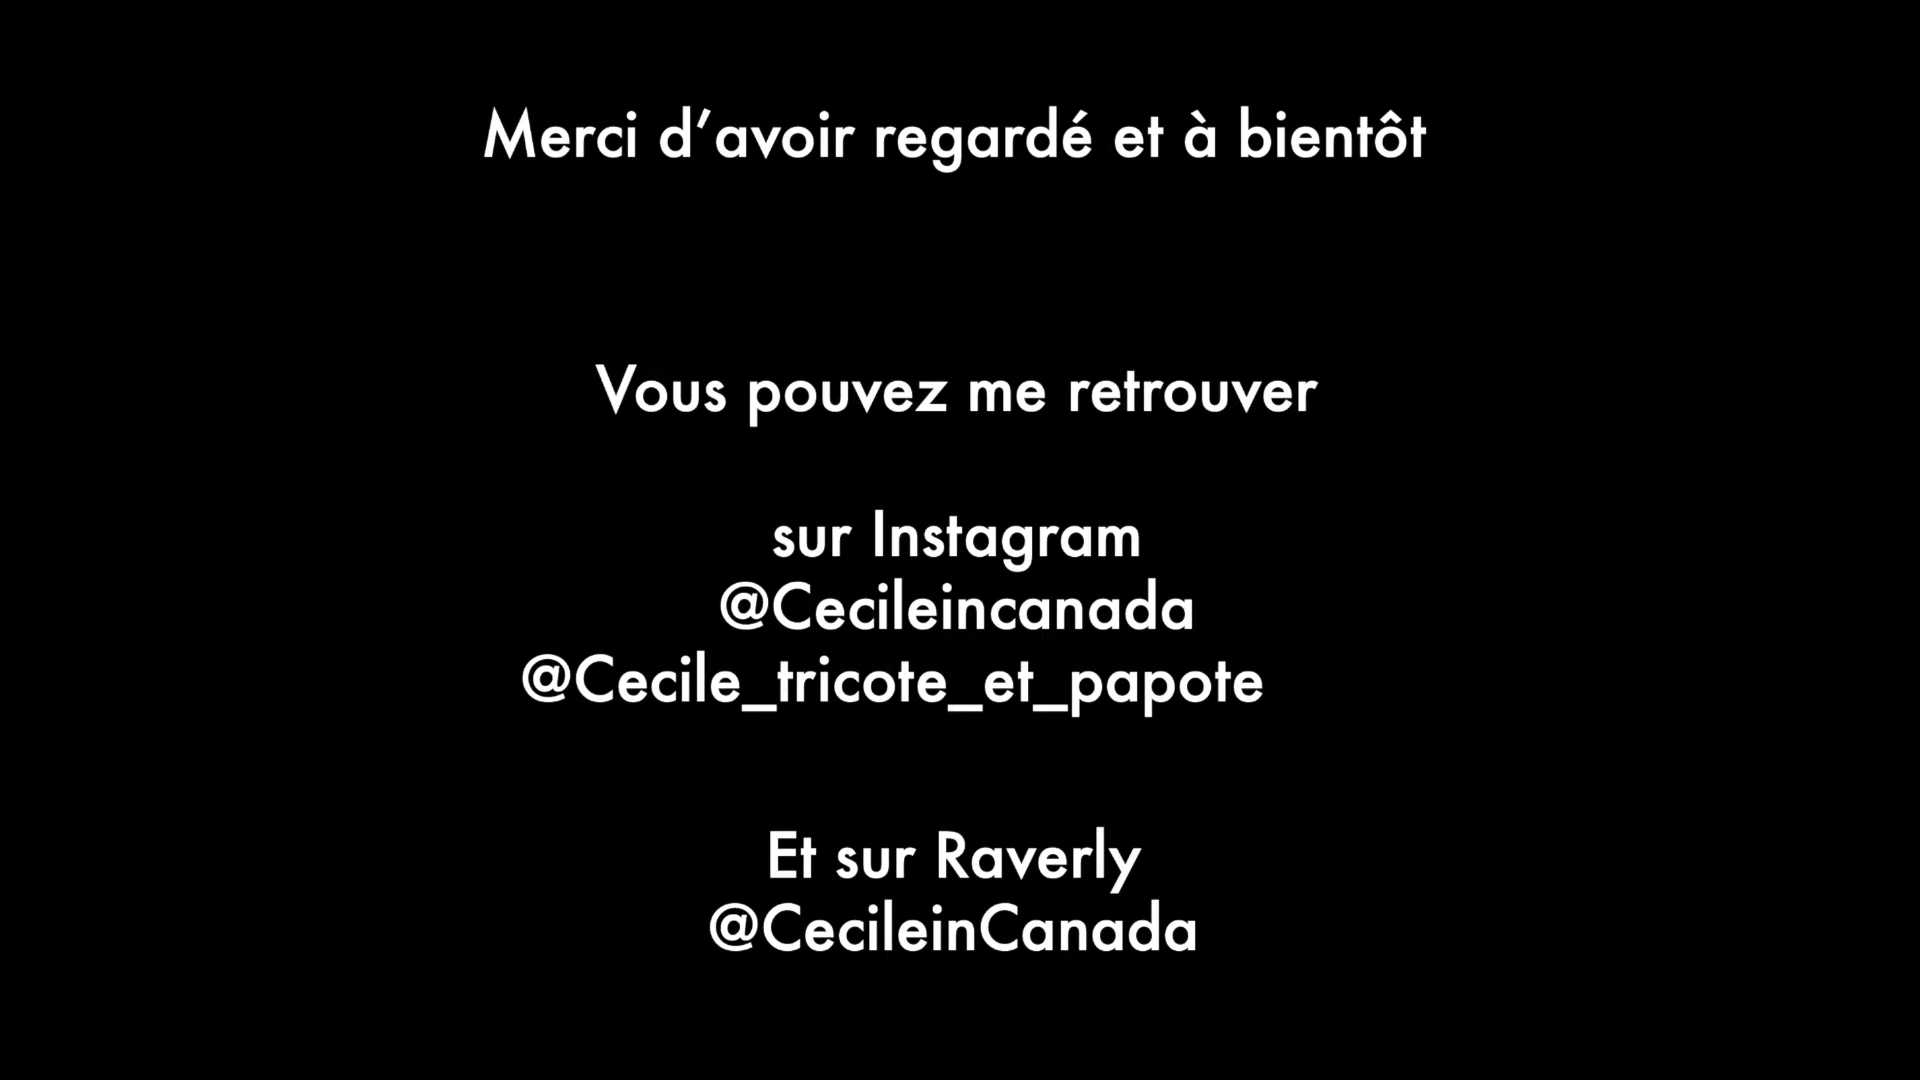 Merci d’avoir regardé et à bientôt
Vous pouvez me retrouver
sur Instagram
@Cecileincanada
@Cecile_tricote_et_papote
Et sur Raverly
@CecileinCanada